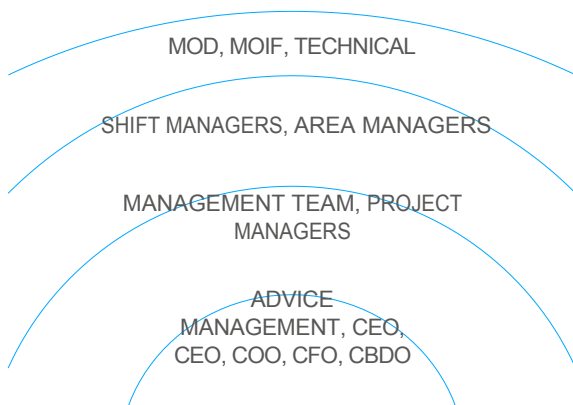 MOD, MOIF, TECHNICAL
SHIFT MANAGERS, AREA MANAGERS
MANAGEMENT TEAM, PROJECT
MANAGERS
ADVICE
MANAGEMENT, CEO,
CEO, COO, CFO, CBDO